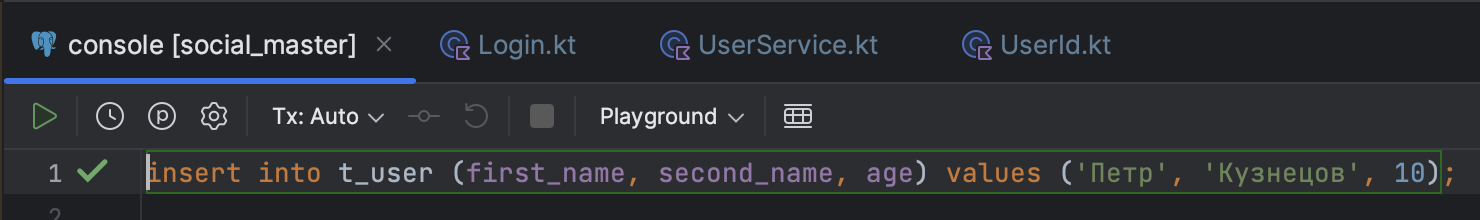 console [social_master] Login.kt UserService.kt UserId.kt
Tx: Auto Playground
1 insert into t_user (first_name, second_name, age) values ('Петр', 'Кузнецов', 10);
2